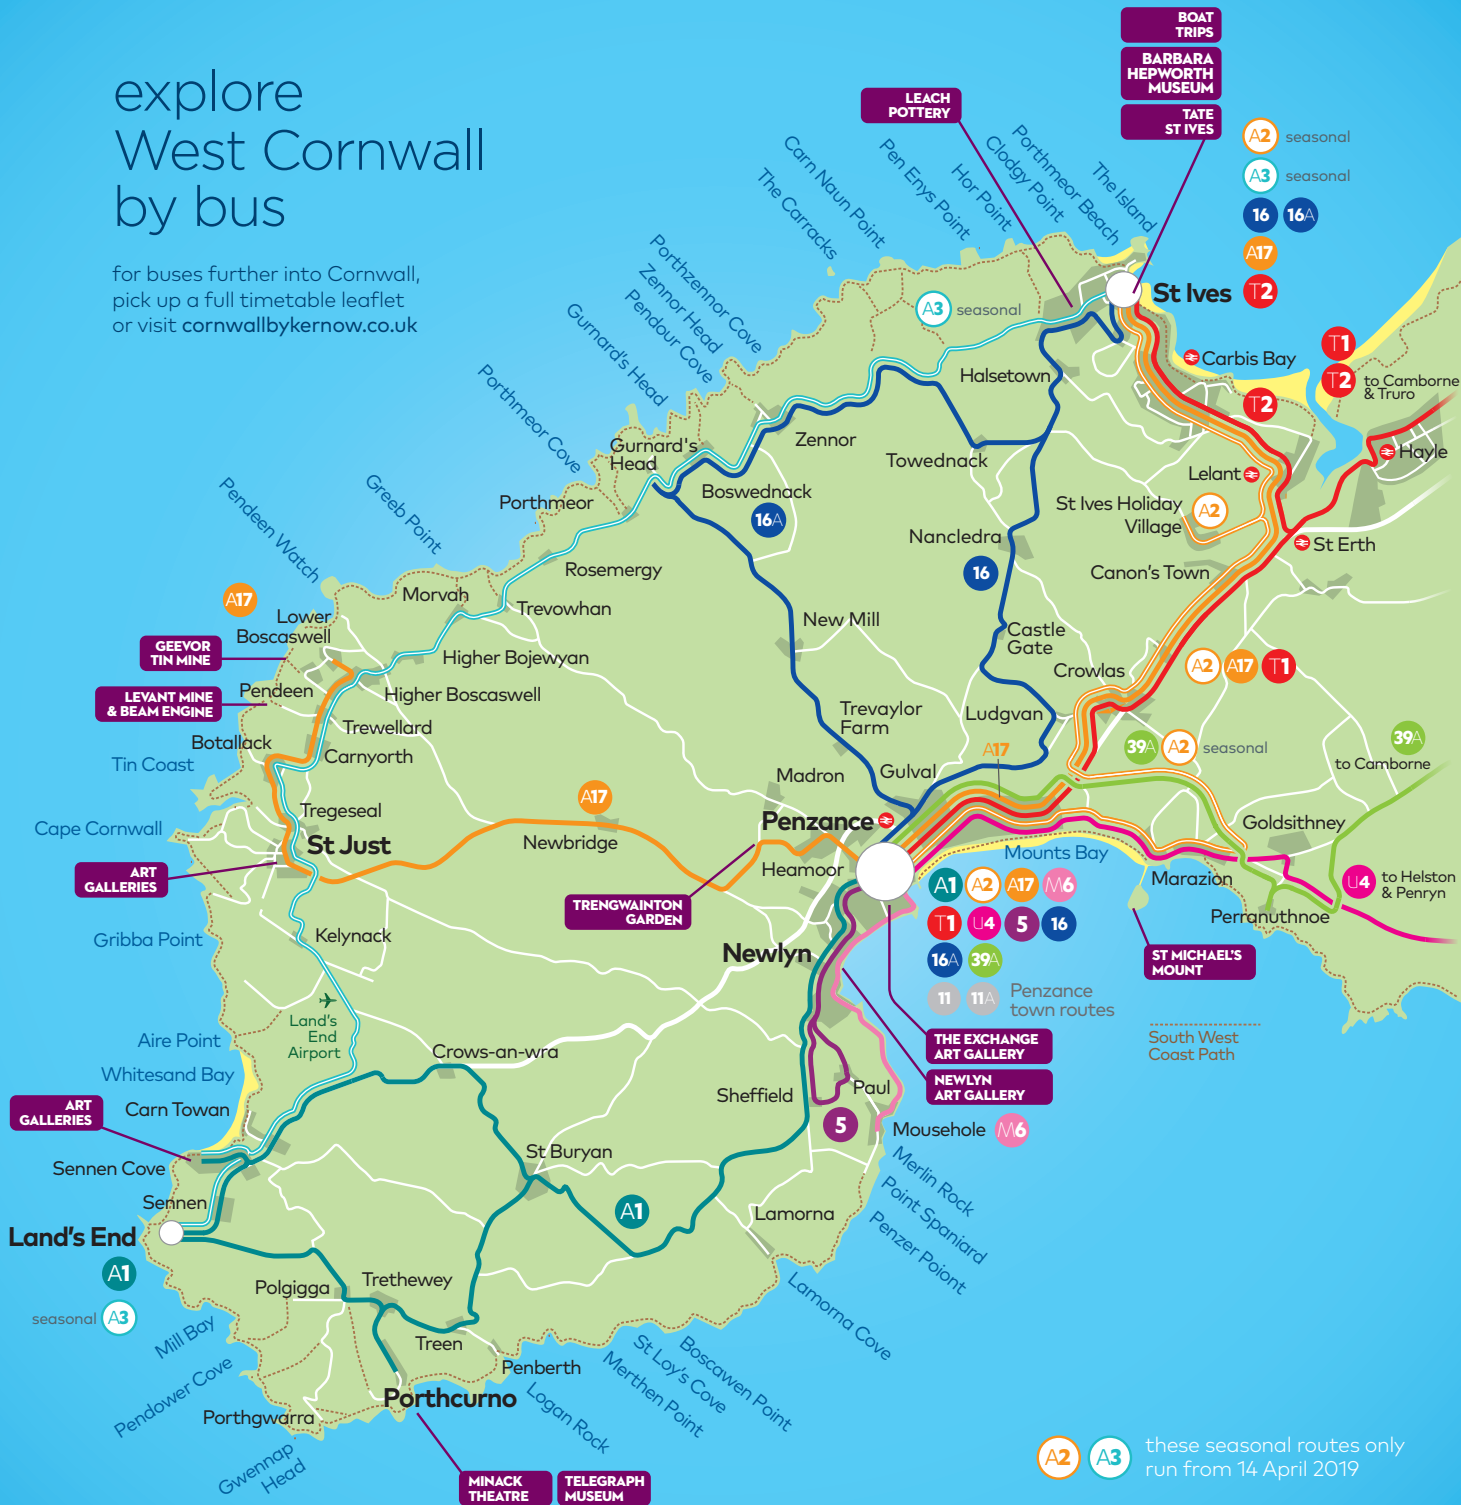 explore
West Cornwall
by bus
for buses further into Cornwall,
pick up a full timetable leaflet
or visit cornwallbykernow.co.uk
BOAT
TRIPS
BARBARA
HEPWORTH
MUSEUM
TATE
ST IVES
LEACH
POTTERY
A2 seasonal
A3 seasonal
16 16A
A17
St Ives T2
The Island
Porthmeor Beach
Clodgy Point
Hor Point
Pen Enys Point
Carn Naun Point
The Carracks
Porthzennor Cove
Zennor Head
Pendour Cove
Gurnard's Head
Porthmeor Cove
Greeb Point
Pendeen Watch
A3 seasonal
Carbis Bay
T1
T2 to Camborne
& Truro
T2
Halsetown
Hayle
Zennor
Gurnard's
Head
Towednack
Lelant
Boswednack
16A
Porthmeor
St Ives Holiday
Village
A2
Nancledra
16
St Erth
Rosemergy
Canon's Town
Morvah
Trevowhan
A17
Lower
Boscaswell
New Mill
Castle
Gate
GEEVOR
TIN MINE
Higher Bojewyan
Crowlas
A2 A17 T1
LEVANT MINE
& BEAM ENGINE
Pendeen
Higher Boscaswell
Trewellard
Trevaylor
Farm
Ludgvan
Botallack
Carnyorth
A17
39A A2 seasonal
39A
to Camborne
Tin Coast
Madron
Gulval
A17
Tregeseal
Cape Cornwall
St Just
Newbridge
Penzance
Goldsithney
Heamoor
Mounts Bay
ART
GALLERIES
TRENGWAINTON
GARDEN
A1 A2 A17 M6
T1 U4 5 16
16A 39A
11 11A Penzance
town routes
Marazion
U4 to Helston
& Penryn
Perranuthnoe
Gribba Point
Kelynack
Newlyn
ST MICHAEL'S
MOUNT
Land's
End
Airport
South West
Coast Path
THE EXCHANGE
ART GALLERY
NEWLYN
ART GALLERY
Aire Point
Crows-an-wra
Whitesand Bay
Sheffield
Paul
ART
GALLERIES
Carn Towan
5
Mousehole M6
Sennen Cove
St Buryan
Merlin Rock
Point Spaniard
Penzer Poiont
Sennen
A1
Lamorna
Land's End
A1
seasonal A3
Polgigga
Trethewey
Lamorna Cove
Mill Bay
Treen
Penberth
Boscawen Point
St Loy's Cove
Merthen Point
Logan Rock
Pendower Cove
Porthcurno
Porthgwarra
Gwennap
Head
MINACK
THEATRE
TELEGRAPH
MUSEUM
A2 A3 these seasonal routes only
run from 14 April 2019